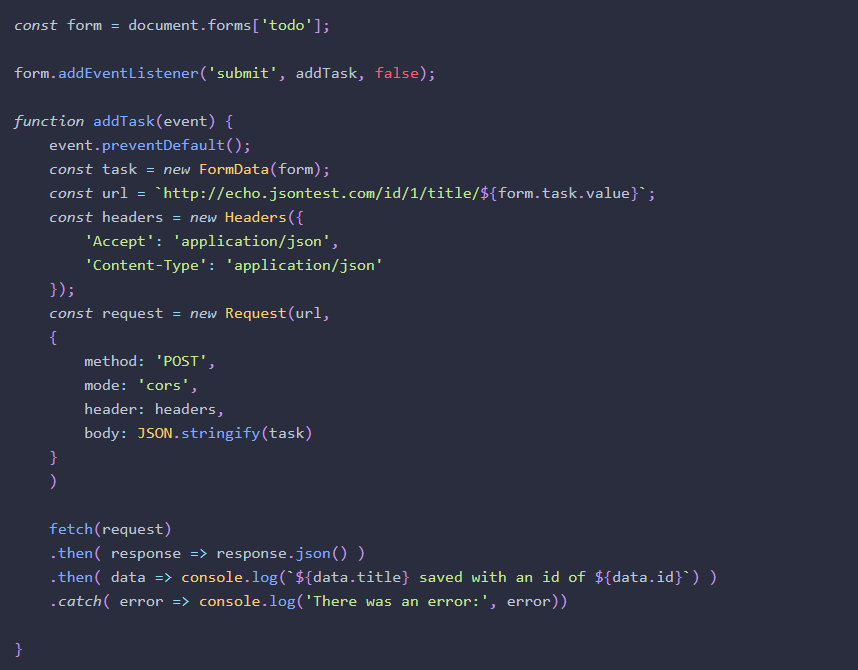 const form = document.forms['todo'];
form.addEventListener('submit', addTask, false);
function addTask(event) {
    event.preventDefault();
    const task = new FormData(form);
    const url = `http://echo.jsontest.com/id/1/title/${form.task.value}`;
    const headers = new Headers({
        'Accept': 'application/json',
        'Content-Type': 'application/json'
    });
    const request = new Request(url,
    {
        method: 'POST',
        mode: 'cors',
        header: headers,
        body: JSON.stringify(task)
    }
    )
    fetch(request)
    .then( response => response.json() )
    .then( data => console.log(`${data.title} saved with an id of ${data.id}`) )
    .catch( error => console.log('There was an error:', error))
}